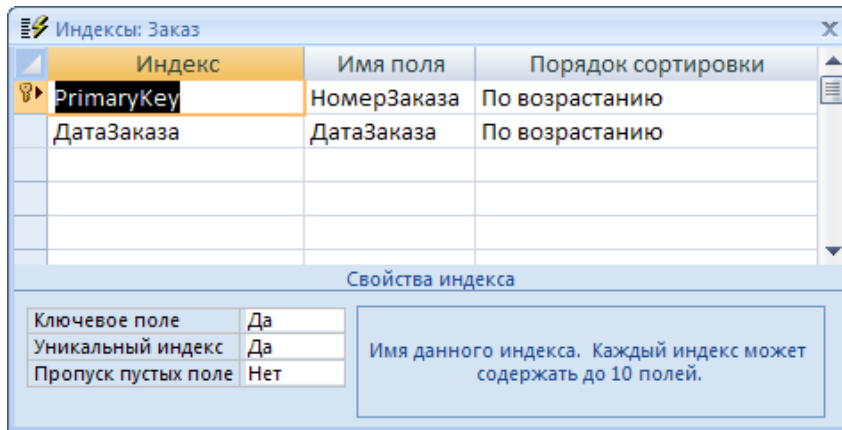 Индексы: Заказ
Индекс Имя поля Порядок сортировки
PrimaryKey НомерЗаказа По возрастанию
ДатаЗаказа ДатаЗаказа По возрастанию
Свойства индекса
Ключевое поле Да
Уникальный индекс Да
Пропуск пустых поле Нет
Имя данного индекса. Каждый индекс может
содержать до 10 полей.